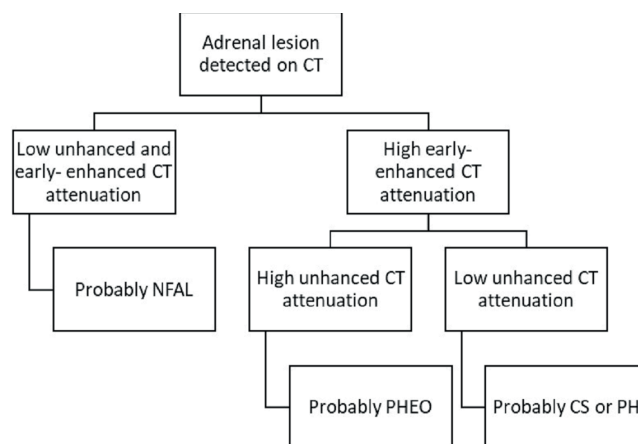 Adrenal lesion
detected on CT
Low unhanced and
early- enhanced CT
attenuation
High early-
enhanced CT
attenuation
Probably NFAL
High unhanced CT
attenuation
Low unhanced CT
attenuation
Probably PHEO
Probably CS or PH